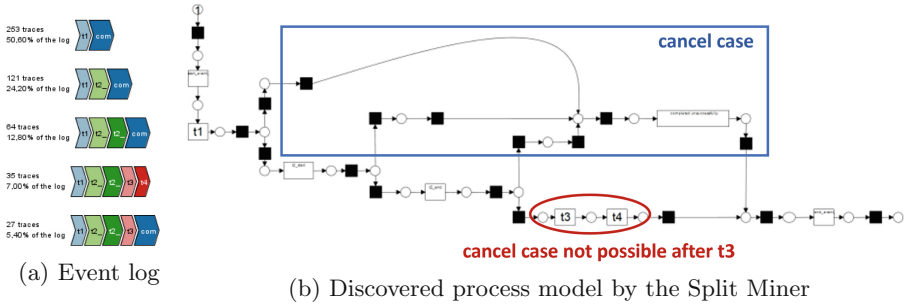 253 traces
50,60% of the log
t1 com
121 traces
24,20% of the log
t1 t2_ com
64 traces
12,80% of the log
t1 t2_ t2_ com
35 traces
7,00% of the log
t1 t2_ t2_ t3 t4
27 traces
5,40% of the log
t1 t2_ t2_ t3 com
(a) Event log
1
cancel case
t1
t3
t4
cancel case not possible after t3
(b) Discovered process model by the Split Miner